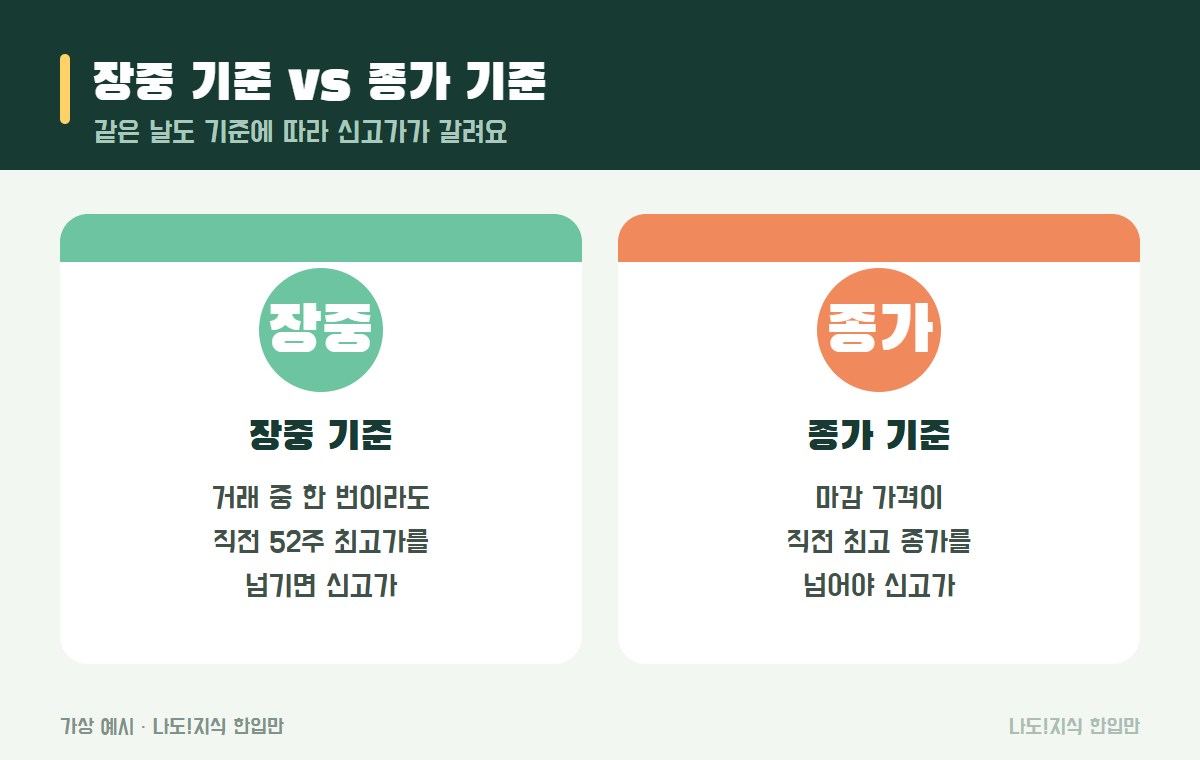 장중 기준 vs 종가 기준
같은 날도 기준에 따라 신고가가 갈려요
장중
장중 기준
거래 중 한 번이라도
직전 52주 최고가를
넘기면 신고가
종가
종가 기준
마감 가격이
직전 최고 종가를
넘어야 신고가
가상 예시 · 나도!지식 한입만
나도!지식 한입만